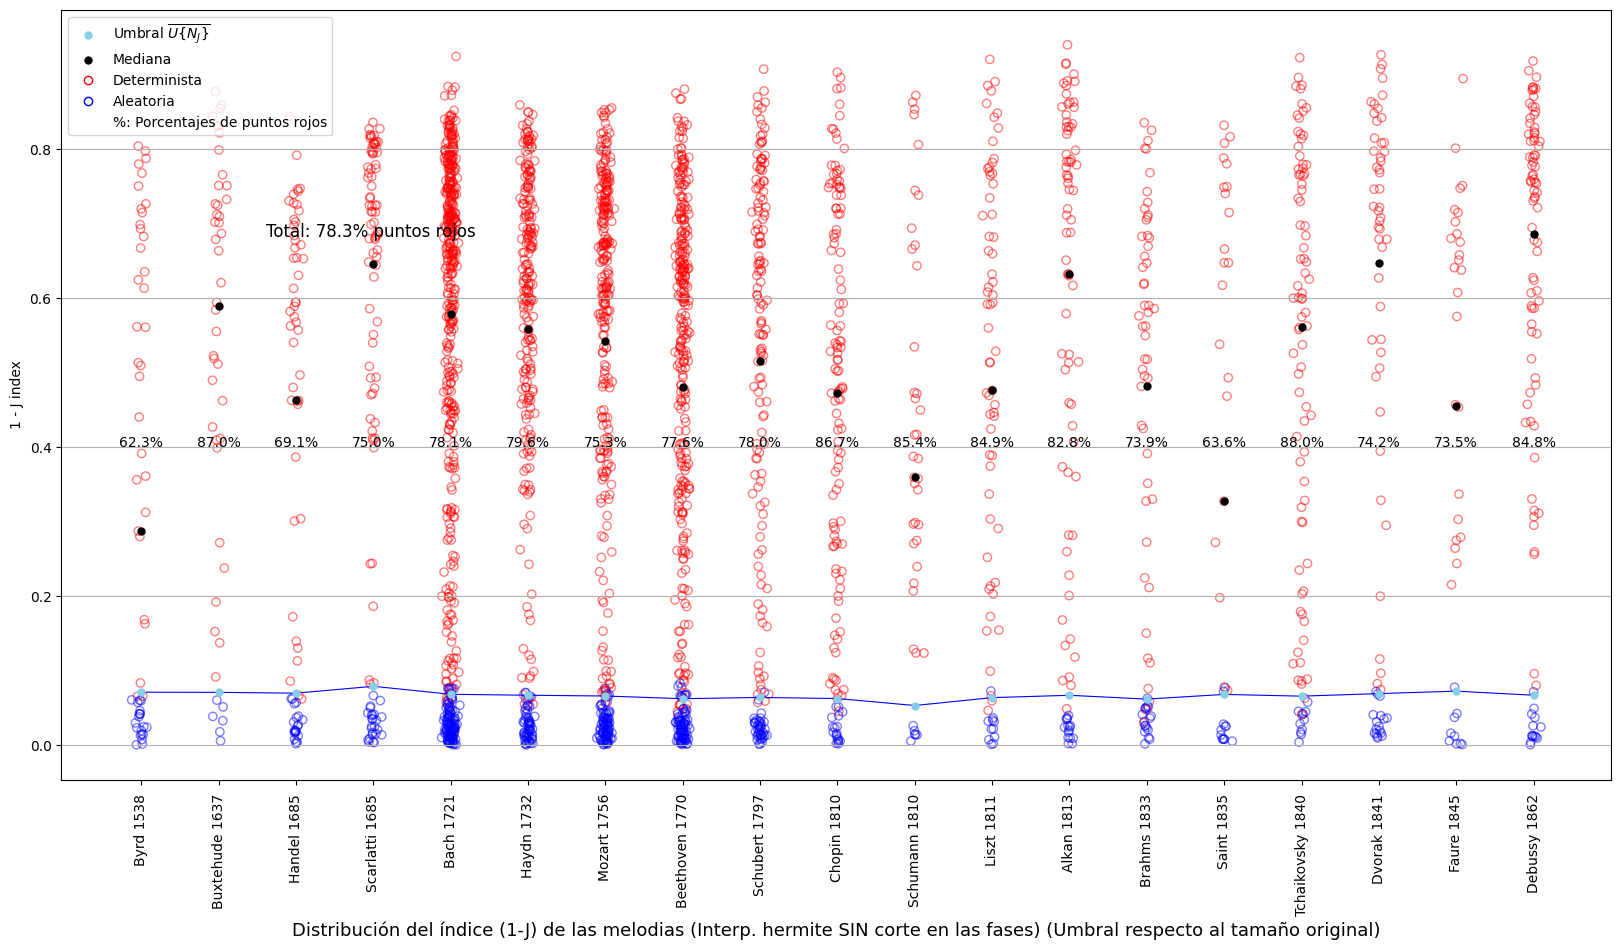 Umbral U{N_J}
Mediana
Determinista
Aleatoria
%: Porcentajes de puntos rojos
Total: 78.3% puntos rojos
1 - J index
0.8
0.6
0.4
0.2
0.0
62.3% 87.0% 69.1% 75.0% 78.1% 79.6% 75.3% 77.6% 78.0% 86.7% 85.4% 84.9% 82.8% 73.9% 63.6% 88.0% 74.2% 73.5% 84.8%
Byrd 1538
Buxtehude 1637
Handel 1685
Scarlatti 1685
Bach 1721
Haydn 1732
Mozart 1756
Beethoven 1770
Schubert 1797
Chopin 1810
Schumann 1810
Liszt 1811
Alkan 1813
Brahms 1833
Saint 1835
Tchaikovsky 1840
Dvorak 1841
Faure 1845
Debussy 1862
Distribución del índice (1-J) de las melodias (Interp. hermite SIN corte en las fases) (Umbral respecto al tamaño original)